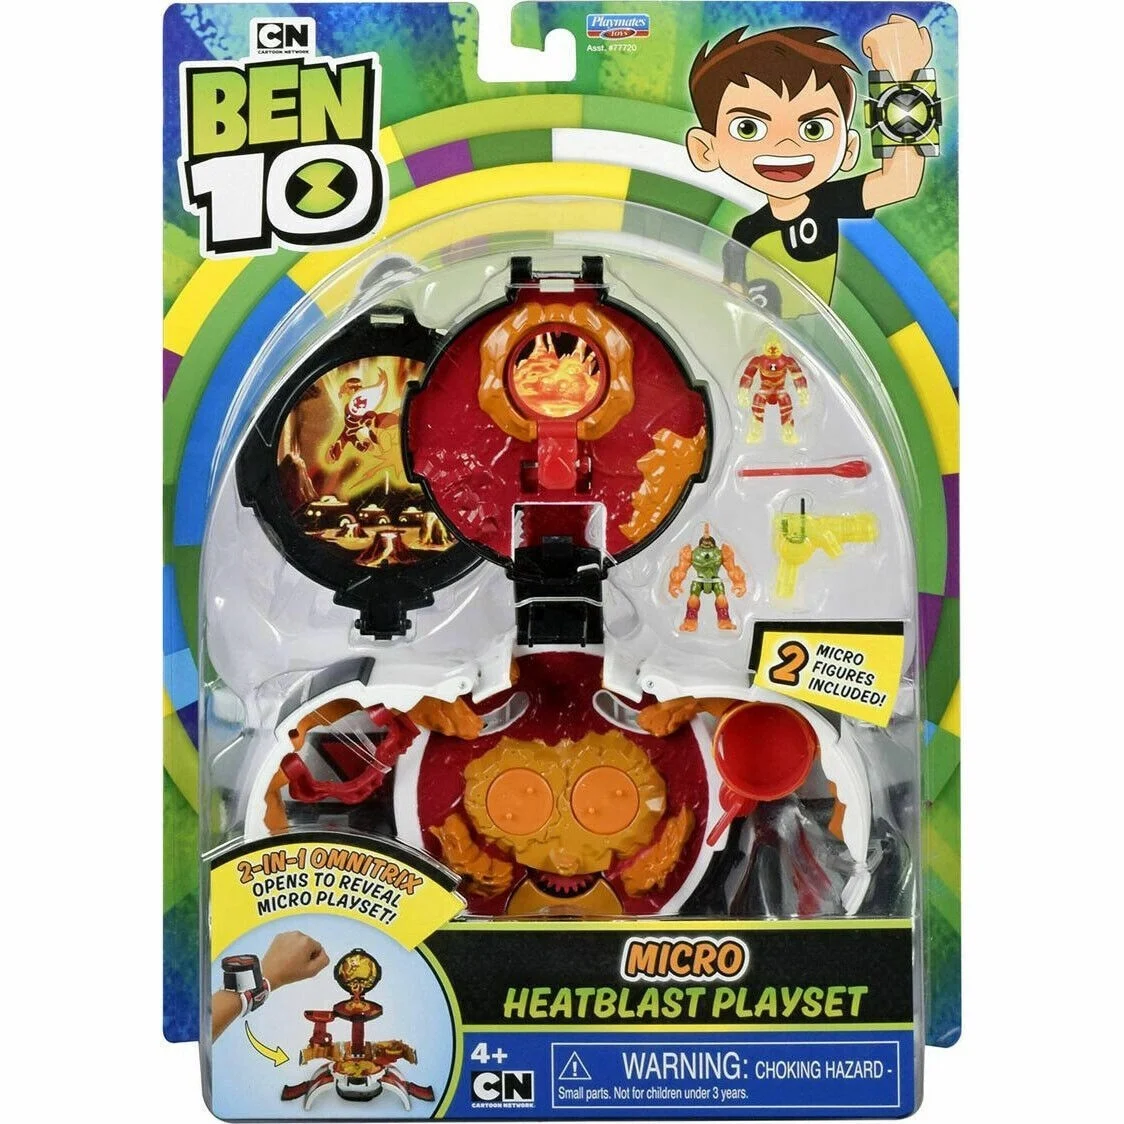 CN
CARTOON NETWORK
BEN
10
Playmates
TOYS
Asst. #77720
10
2 MICRO
FIGURES
INCLUDED!
2-IN-1 OMNITRIX
OPENS TO REVEAL
MICRO PLAYSET!
MICRO
HEATBLAST PLAYSET
4+
CN
CARTOON NETWORK
WARNING: CHOKING HAZARD -
Small parts. Not for children under 3 years.